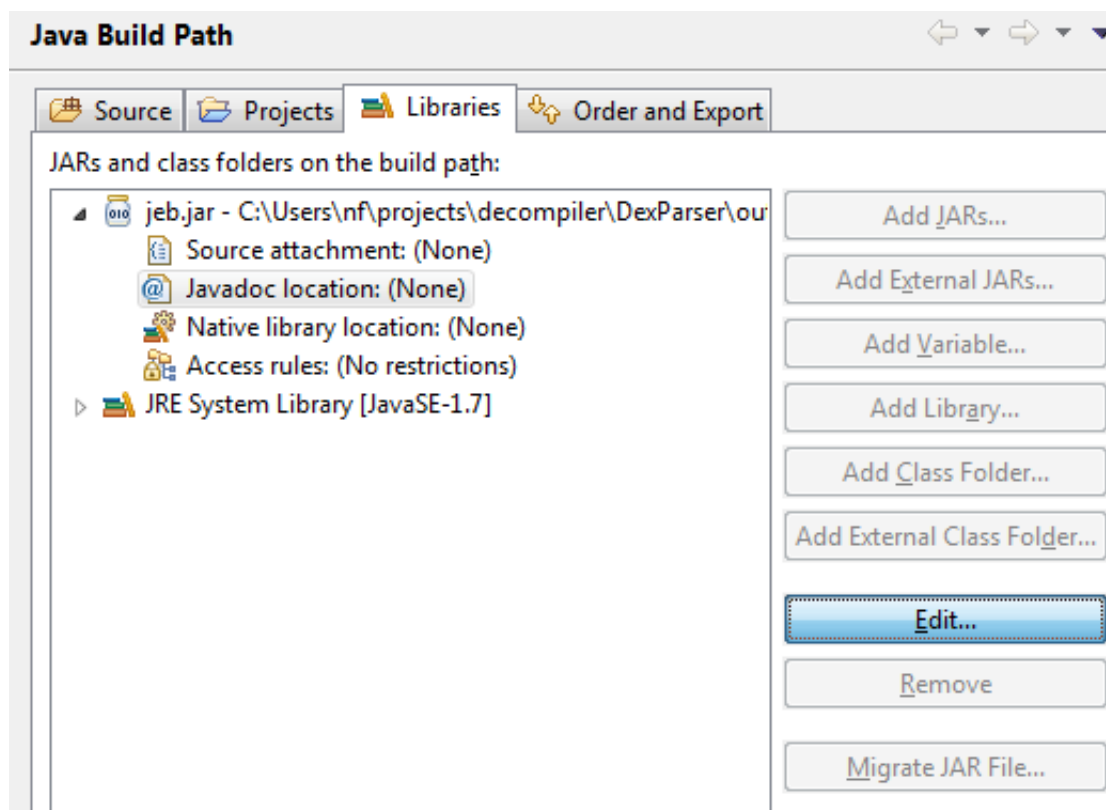 Java Build Path
Source Projects Libraries Order and Export
JARs and class folders on the build path:
jeb.jar - C:\Users\nf\projects\decompiler\DexParser\ou
Source attachment: (None)
Javadoc location: (None)
Native library location: (None)
Access rules: (No restrictions)
JRE System Library [JavaSE-1.7]
Add JARs...
Add External JARs...
Add Variable...
Add Library...
Add Class Folder...
Add External Class Folder...
Edit...
Remove
Migrate JAR File...